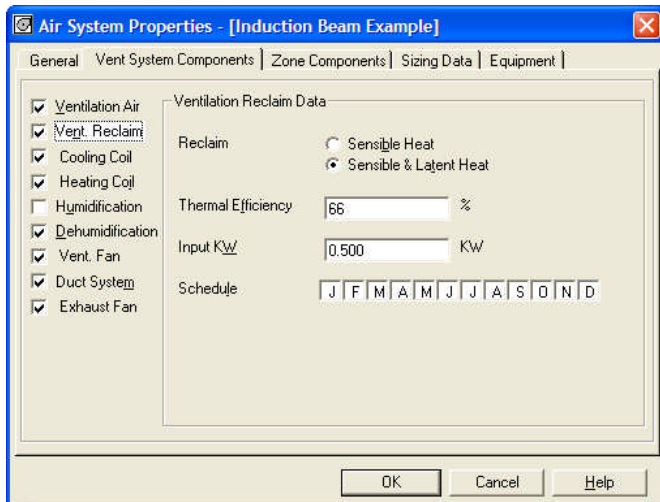 Air System Properties - [Induction Beam Example]
General Vent System Components Zone Components Sizing Data Equipment
Ventilation Air
Vent. Reclaim
Cooling Coil
Heating Coil
Humidification
Dehumidification
Vent. Fan
Duct System
Exhaust Fan
Ventilation Reclaim Data
Reclaim
Sensible Heat
Sensible & Latent Heat
Thermal Efficiency 66 %
Input KW 0.500 KW
Schedule J F M A M J J A S O N D
OK Cancel Help